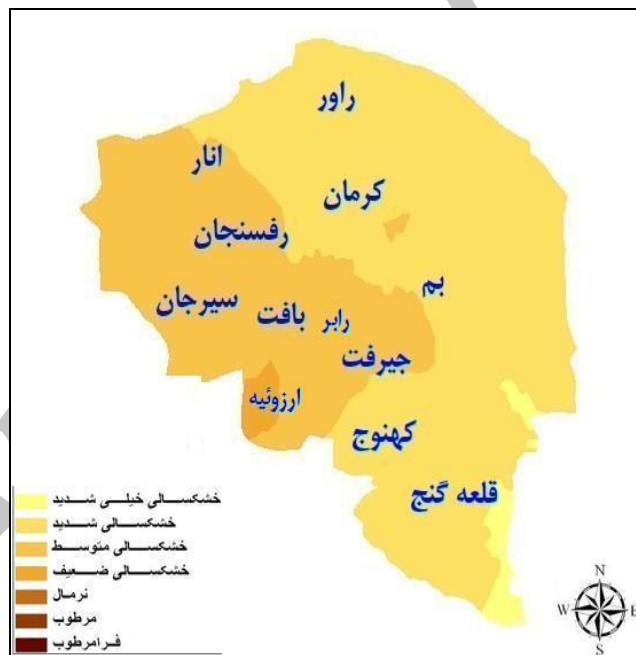 راور
انار
کرمان
رفسنجان
بم
سیرجان
بافت
رابر
جیرفت
ارزوئیه
کهنوج
قلعه گنج
خشکسالی خیلی شدید
خشکسالی شدید
خشکسالی متوسط
خشکسالی ضعیف
نرمال
مرطوب
فرامرطوب
N
W
E
S